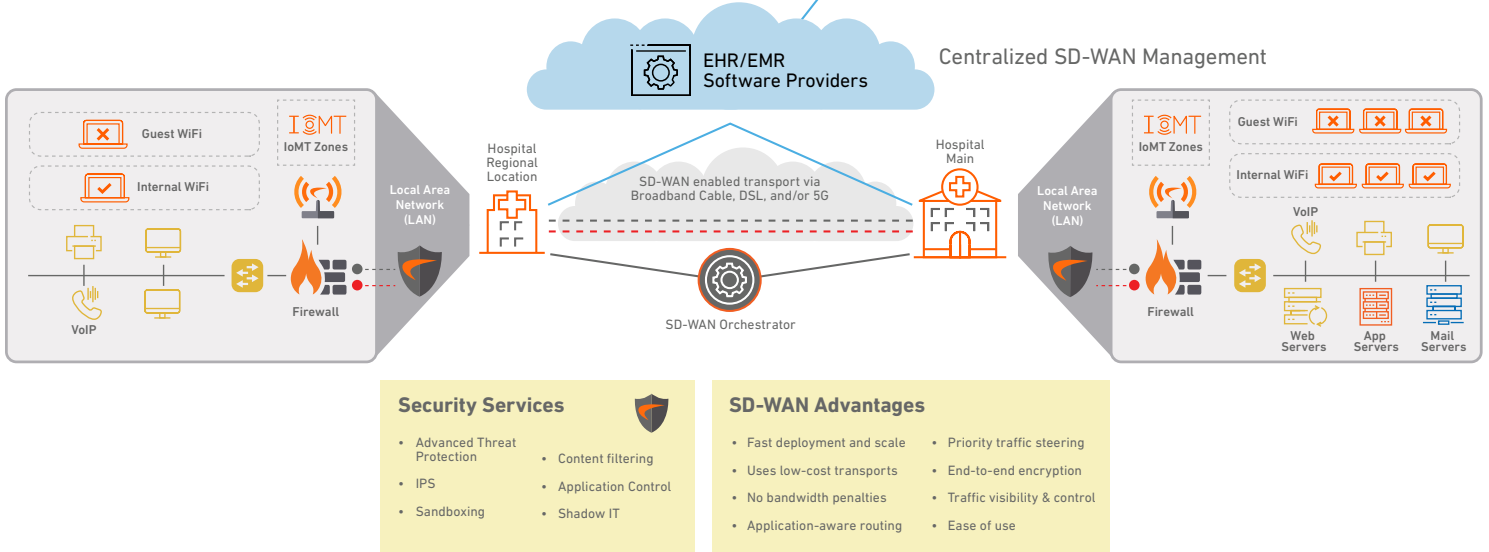 EHR/EMR
Software Providers
Centralized SD-WAN Management
Guest WiFi
IOMT
IoMT Zones
Internal WiFi
VoIP
Firewall
Local Area
Network
(LAN)
Hospital
Regional
Location
SD-WAN enabled transport via
Broadband Cable, DSL, and/or 5G
SD-WAN Orchestrator
Hospital
Main
Local Area
Network
(LAN)
IOMT
IoMT Zones
Guest WiFi
Internal WiFi
VoIP
Firewall
Web
Servers
App
Servers
Mail
Servers
Security Services
• Advanced Threat
Protection
• IPS
• Sandboxing
• Content filtering
• Application Control
• Shadow IT
SD-WAN Advantages
• Fast deployment and scale
• Uses low-cost transports
• No bandwidth penalties
• Application-aware routing
• Priority traffic steering
• End-to-end encryption
• Traffic visibility & control
• Ease of use